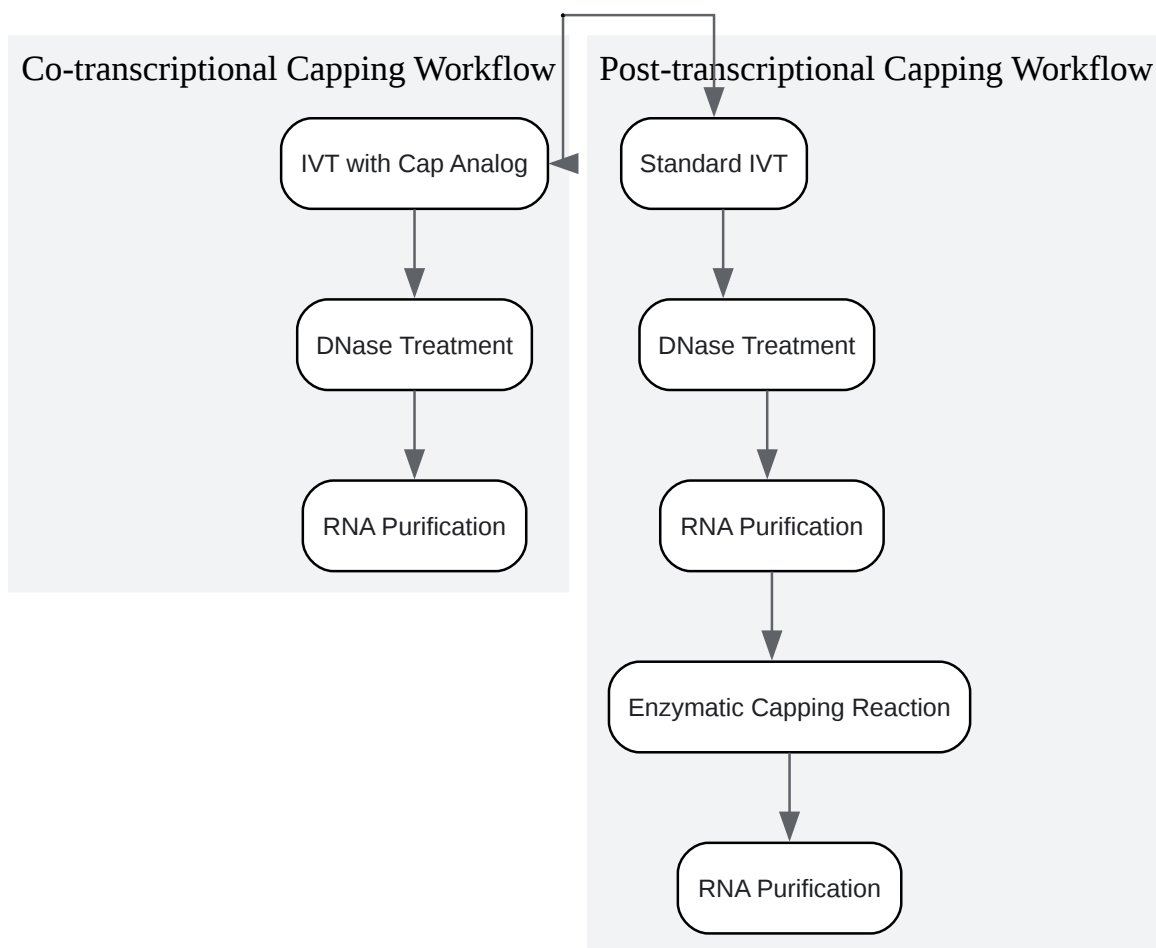 Co-transcriptional Capping Workflow
IVT with Cap Analog
DNase Treatment
RNA Purification
Post-transcriptional Capping Workflow
Standard IVT
DNase Treatment
RNA Purification
Enzymatic Capping Reaction
RNA Purification